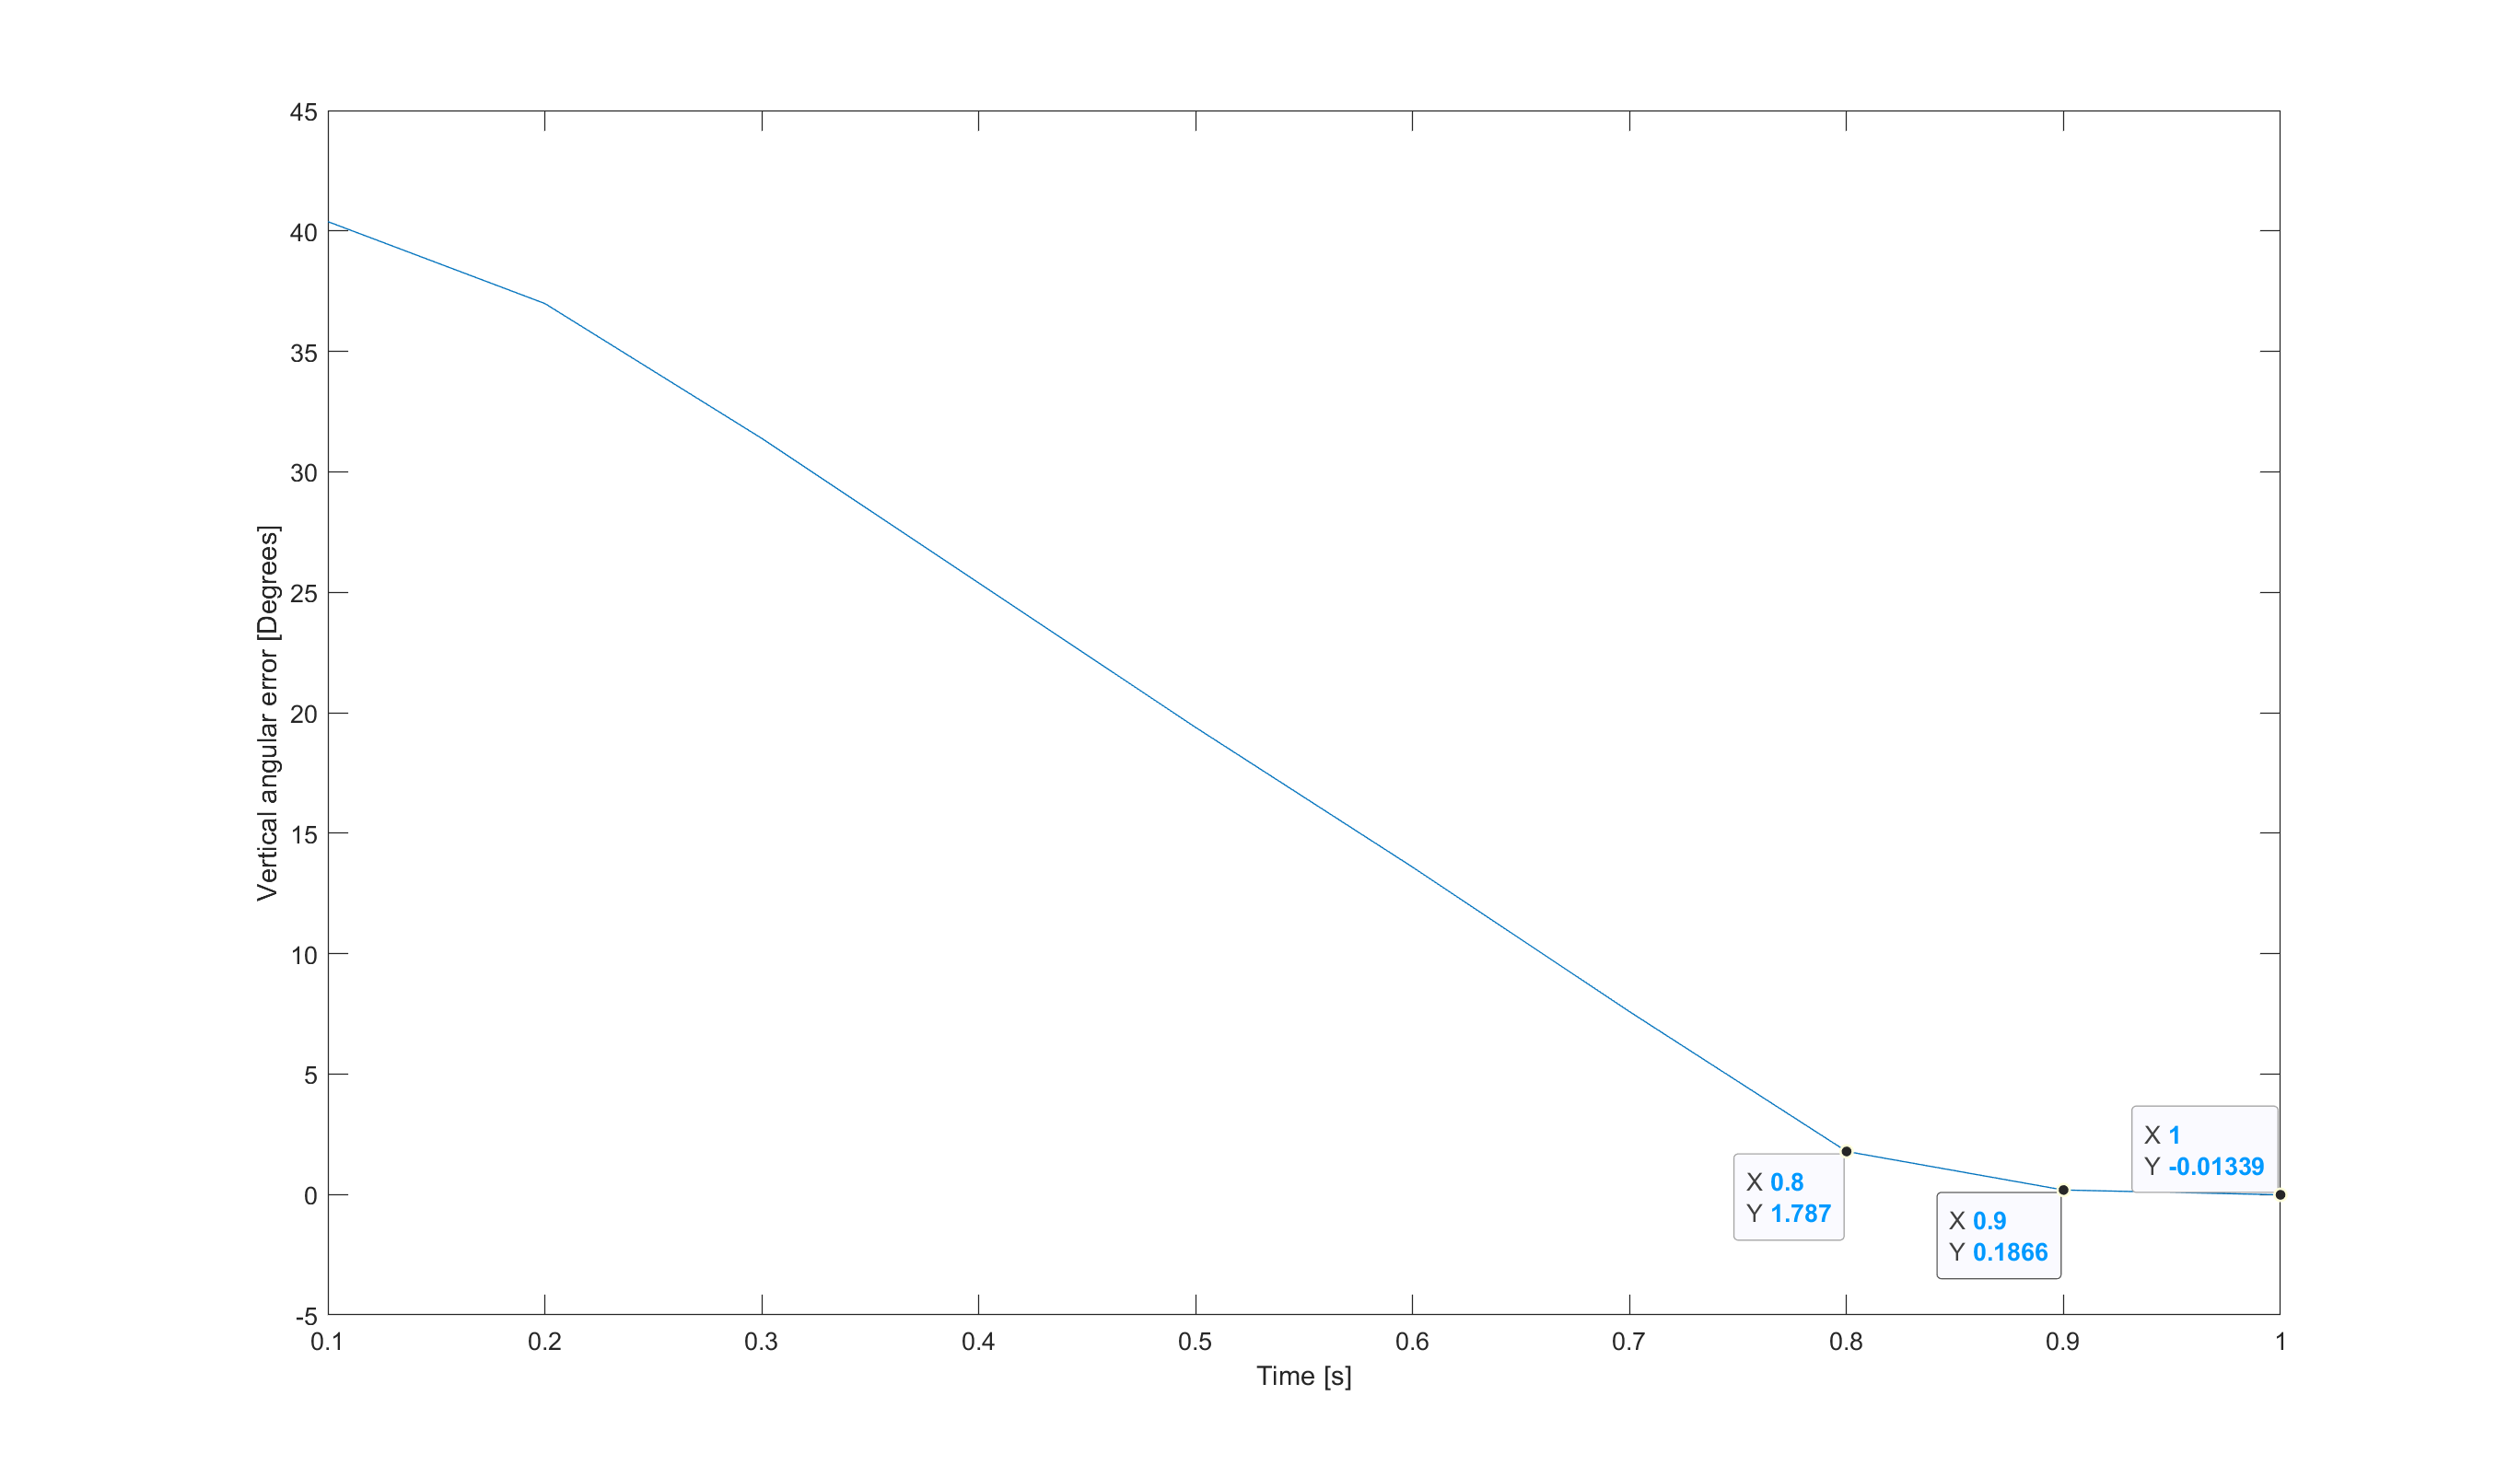 45
40
35
30
25
20
15
10
5
0
-5
Vertical angular error [Degrees]
X 1
Y -0.01339
X 0.8
Y 1.787
X 0.9
Y 0.1866
0.1 0.2 0.3 0.4 0.5 0.6 0.7 0.8 0.9 1
Time [s]